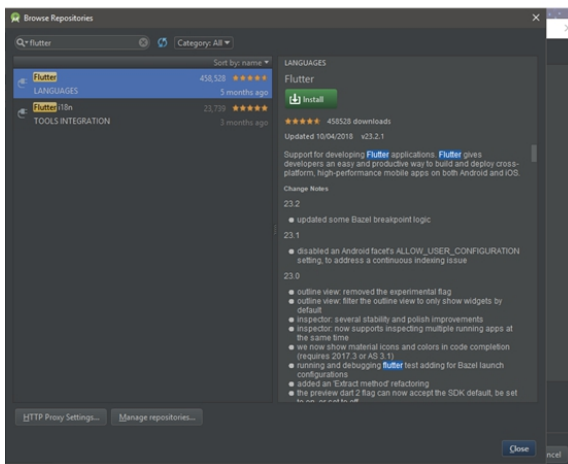 Browse Repositories
flutter
Category: All
Sort by: name
Flutter
458,528
LANGUAGES
5 months ago
Flutter i18n
23,738
TOOLS INTEGRATION
3 months ago
HTTP Proxy Settings...
Manage repositories...
LANGUAGES
Flutter
Install
458528 downloads
Updated 10/04/2018 v23.2.1
Support for developing Flutter applications. Flutter gives
developers an easy and productive way to build and deploy cross-
platform, high-performance mobile apps on both Android and iOS.
Change Notes
23.2
updated some Bazel breakpoint logic
23.1
disabled an Android facet's ALLOW_USER_CONFIGURATION
setting, to address a continuous indexing issue
23.0
outline view: removed the experimental flag
outline view: filter the outline view to only show widgets by
default
inspector: several stability and polish improvements
inspector: now supports inspecting multiple running apps at
the same time
we now show material icons and colors in code completion
(requires 2017.3 or AS 3.1)
running and debugging flutter test adding for Bazel launch
configurations
added an 'Extract method' refactoring
the preview dart 2 flag can now accept the SDK default, be set
to on, or set to off
Close
ncel